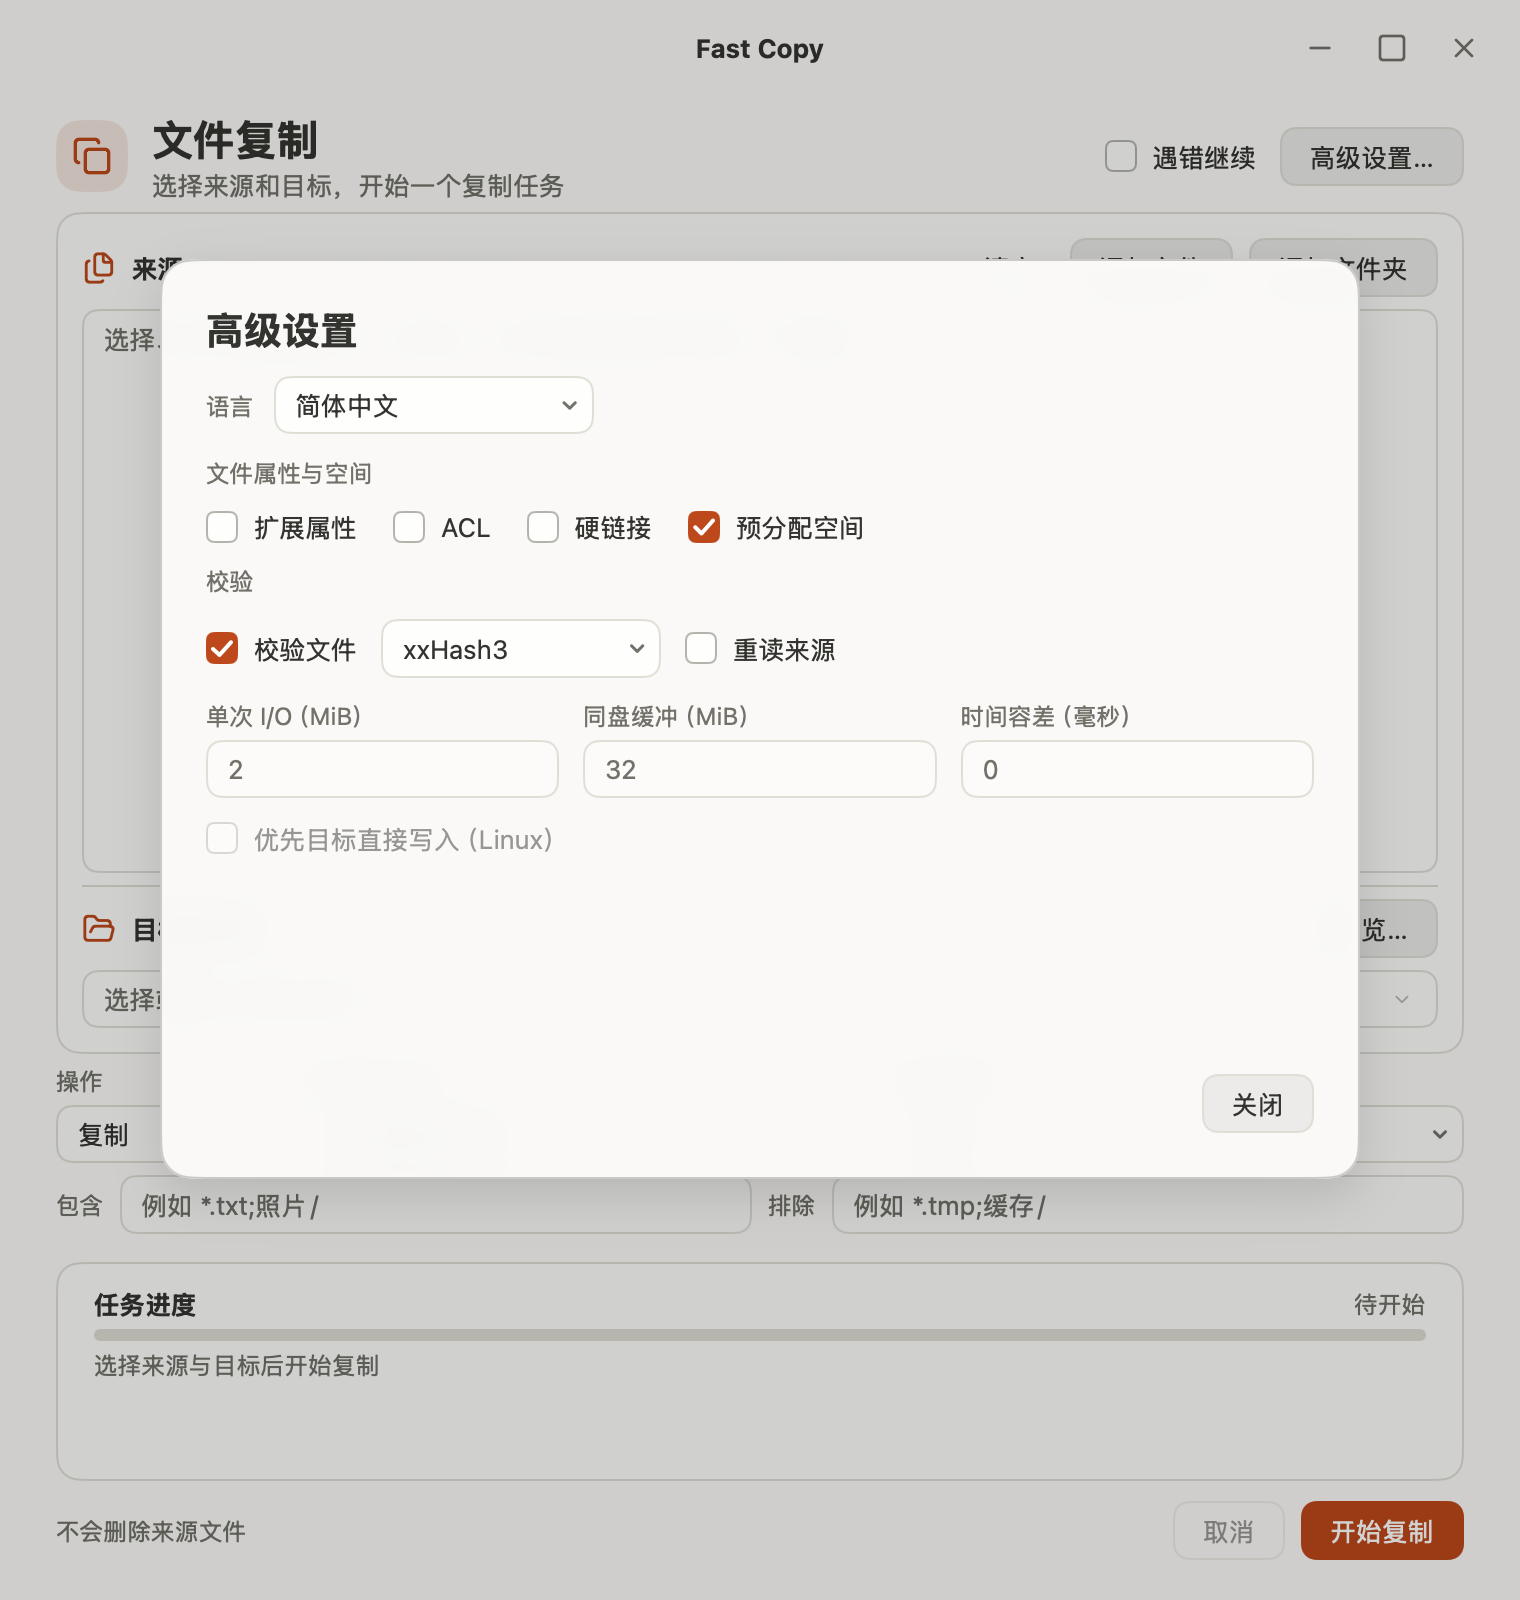 Fast Copy
文件复制
选择来源和目标，开始一个复制任务
遇错继续
高级设置...
来源
文件夹
选择
高级设置
语言
简体中文
文件属性与空间
扩展属性
ACL
硬链接
预分配空间
校验
校验文件
xxHash3
重读来源
单次 I/O (MiB)
同盘缓冲 (MiB)
时间容差 (毫秒)
2
32
0
优先目标直接写入 (Linux)
目
览...
选择
关闭
操作
复制
包含
例如 *.txt;照片/
排除
例如 *.tmp;缓存/
任务进度
待开始
选择来源与目标后开始复制
不会删除来源文件
取消
开始复制